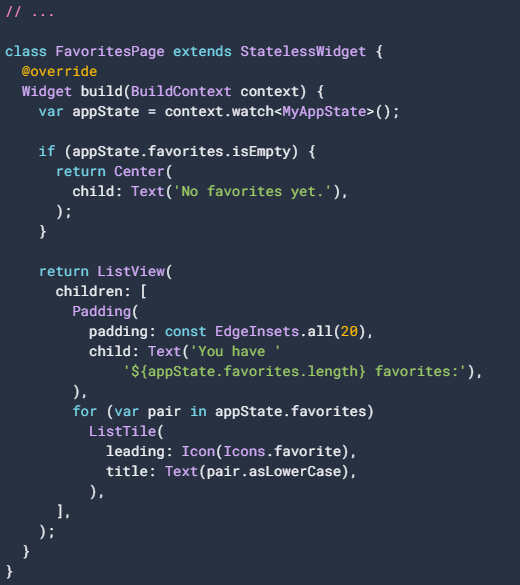 // ...

class FavoritesPage extends StatelessWidget {
  @override
  Widget build(BuildContext context) {
    var appState = context.watch<MyAppState>();

    if (appState.favorites.isEmpty) {
      return Center(
        child: Text('No favorites yet.'),
      );
    }

    return ListView(
      children: [
        Padding(
          padding: const EdgeInsets.all(20),
          child: Text('You have '
              '${appState.favorites.length} favorites:'),
        ),
        for (var pair in appState.favorites)
          ListTile(
            leading: Icon(Icons.favorite),
            title: Text(pair.asLowerCase),
          ),
      ],
    );
  }
}